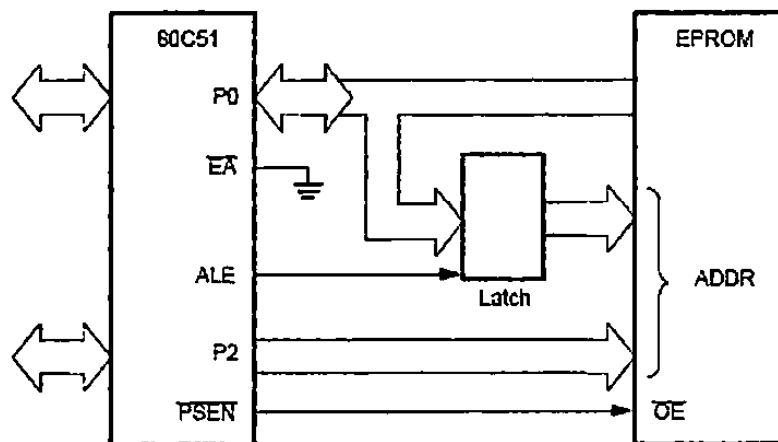 80C51
EPROM
P0
EA
ALE
Latch
ADDR
P2
PSEN
OE